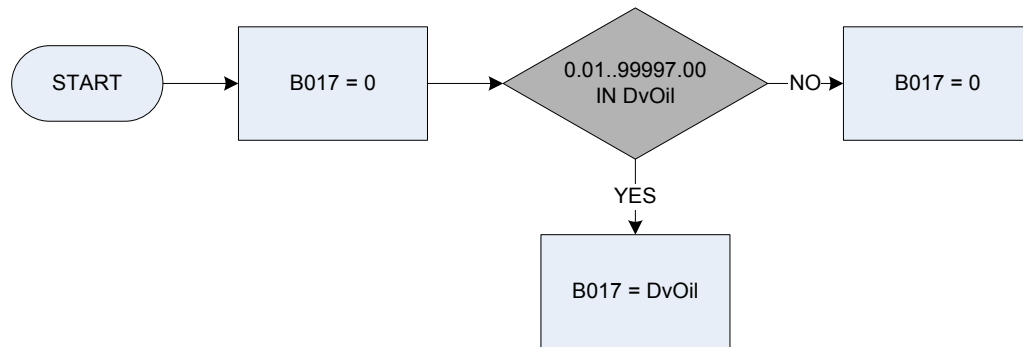 START
B017 = 0
0.01..99997.00
IN DvOil
NO
B017 = 0
YES
B017 = DvOil